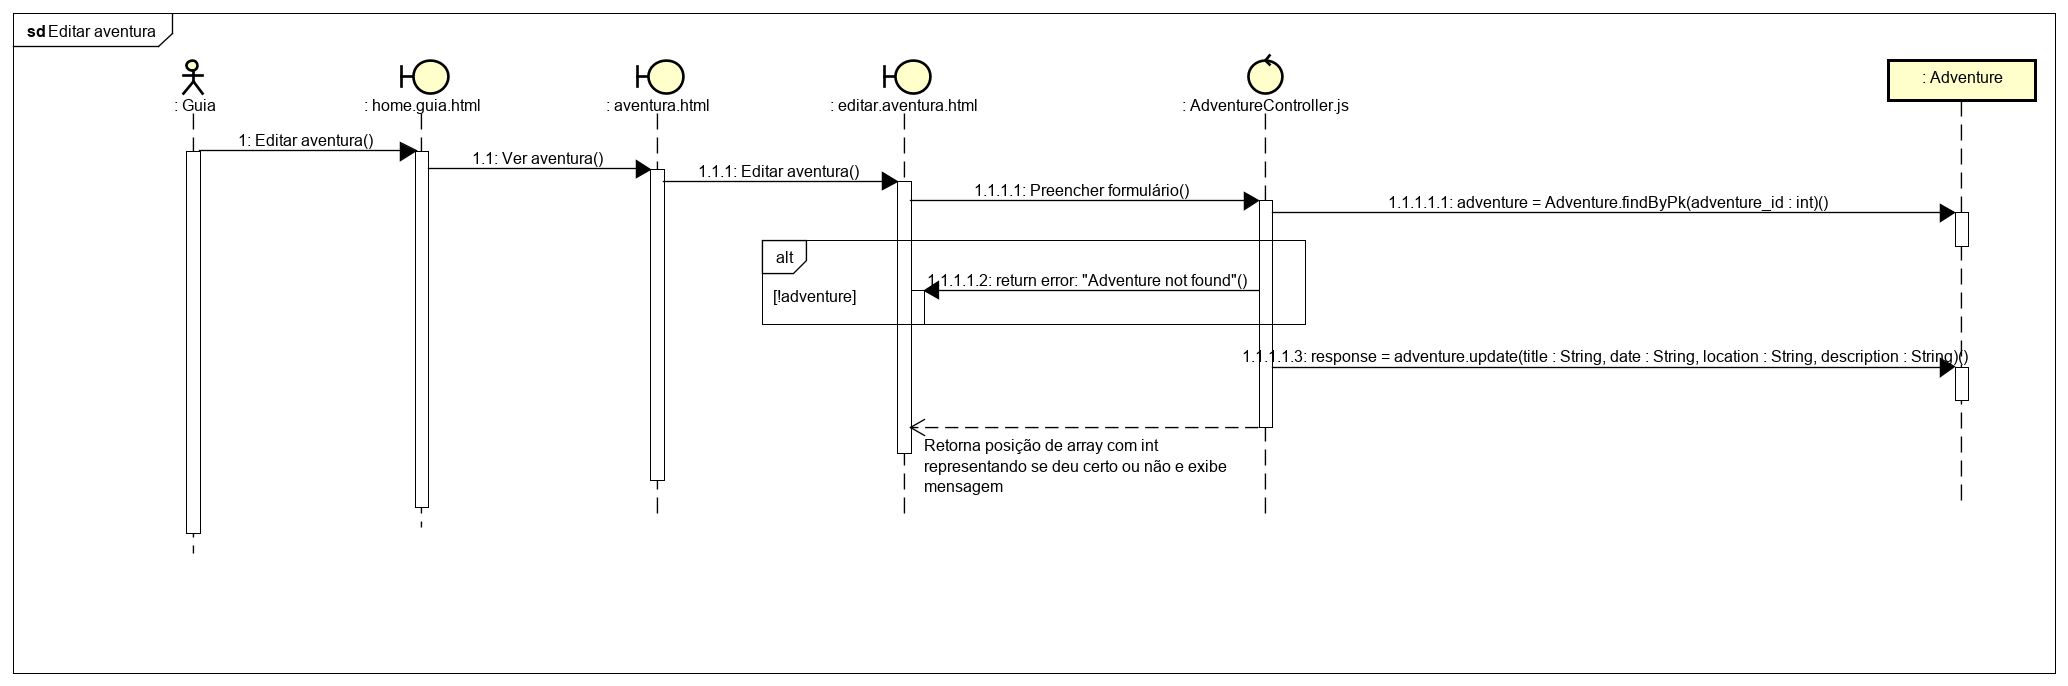 sd Editar aventura
: Guia
: home.guia.html
: aventura.html
: editar.aventura.html
: AdventureController.js
: Adventure
1: Editar aventura()
1.1: Ver aventura()
1.1.1: Editar aventura()
1.1.1.1: Preencher formulário()
1.1.1.1.1: adventure = Adventure.findByPk(adventure_id : int)()
alt
1.1.1.1.2: return error: "Adventure not found"()
[!adventure]
1.1.1.1.3: response = adventure.update(title : String, date : String, location : String, description : String)()
Retorna posição de array com int
representando se deu certo ou não e exibe
mensagem